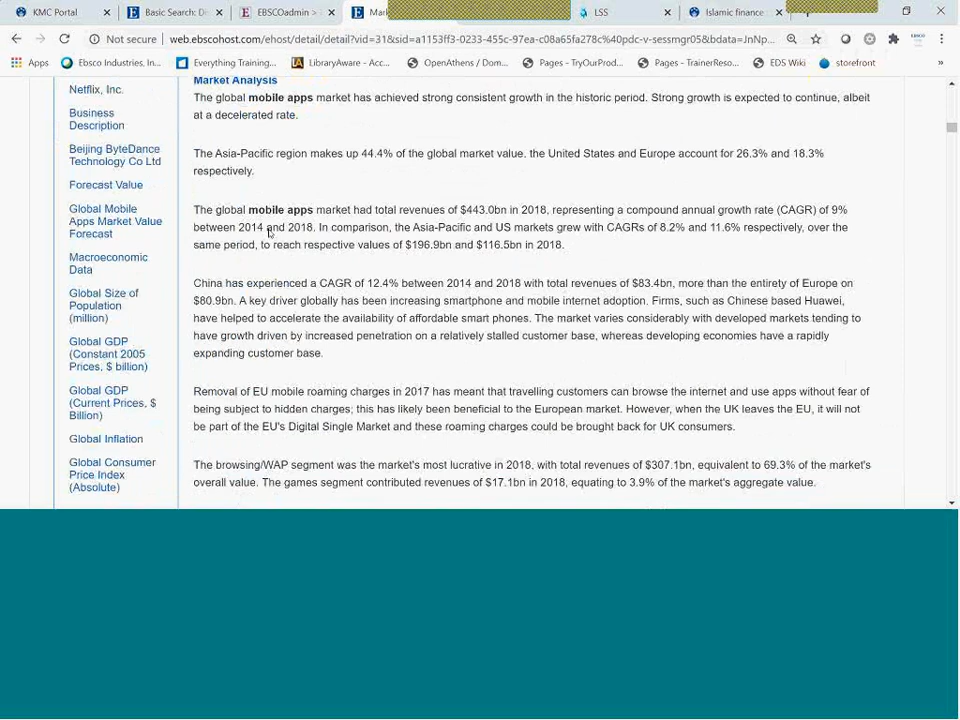 KMC Portal
Basic Search: D
EBSCOadmin >
Mark
LSS
Islamic finance
Not secure
web.ebscohost.com/ehost/detail/detail?vid=31&sid=a1153ff3-0233-455c-97ea-c08a65fa278c%40pdc-v-sessmgr05&bdata=JnNp...
Apps
Ebsco Industries, In...
Everything Training...
LibraryAware - Acc...
OpenAthens / Dom...
Pages - TryOurProd...
Pages - TrainerReso...
EDS Wiki
storefront
»
Netflix, Inc.
Business
Description
Beijing ByteDance
Technology Co Ltd
Forecast Value
Global Mobile
Apps Market Value
Forecast
Macroeconomic
Data
Global Size of
Population
(million)
Global GDP
(Constant 2005
Prices, $ billion)
Global GDP
(Current Prices, $
Billion)
Global Inflation
Global Consumer
Price Index
(Absolute)
Market Analysis
The global mobile apps market has achieved strong consistent growth in the historic period. Strong growth is expected to continue, albeit
at a decelerated rate.
The Asia-Pacific region makes up 44.4% of the global market value. the United States and Europe account for 26.3% and 18.3%
respectively.
The global mobile apps market had total revenues of $443.0bn in 2018, representing a compound annual growth rate (CAGR) of 9%
between 2014 and 2018. In comparison, the Asia-Pacific and US markets grew with CAGRs of 8.2% and 11.6% respectively, over the
same period, to reach respective values of $196.9bn and $116.5bn in 2018.
China has experienced a CAGR of 12.4% between 2014 and 2018 with total revenues of $83.4bn, more than the entirety of Europe on
$80.9bn. A key driver globally has been increasing smartphone and mobile internet adoption. Firms, such as Chinese based Huawei,
have helped to accelerate the availability of affordable smart phones. The market varies considerably with developed markets tending to
have growth driven by increased penetration on a relatively stalled customer base, whereas developing economies have a rapidly
expanding customer base.
Removal of EU mobile roaming charges in 2017 has meant that travelling customers can browse the internet and use apps without fear of
being subject to hidden charges; this has likely been beneficial to the European market. However, when the UK leaves the EU, it will not
be part of the EU's Digital Single Market and these roaming charges could be brought back for UK consumers.
The browsing/WAP segment was the market's most lucrative in 2018, with total revenues of $307.1bn, equivalent to 69.3% of the market's
overall value. The games segment contributed revenues of $17.1bn in 2018, equating to 3.9% of the market's aggregate value.